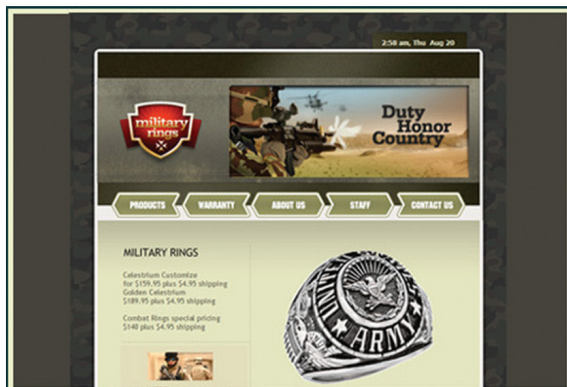 2:58 am, Thu Aug 20
military
rings
Duty
Honor
Country
PRODUCTS
WARRANTY
ABOUT US
STAFF
CONTACT US
MILITARY RINGS
Celestrium Customize
for $159.95 plus $4.95 shipping
Golden Celestrium
$189.95 plus $4.95 shipping
Combat Rings special pricing
$140 plus $4.95 shipping
ARMY